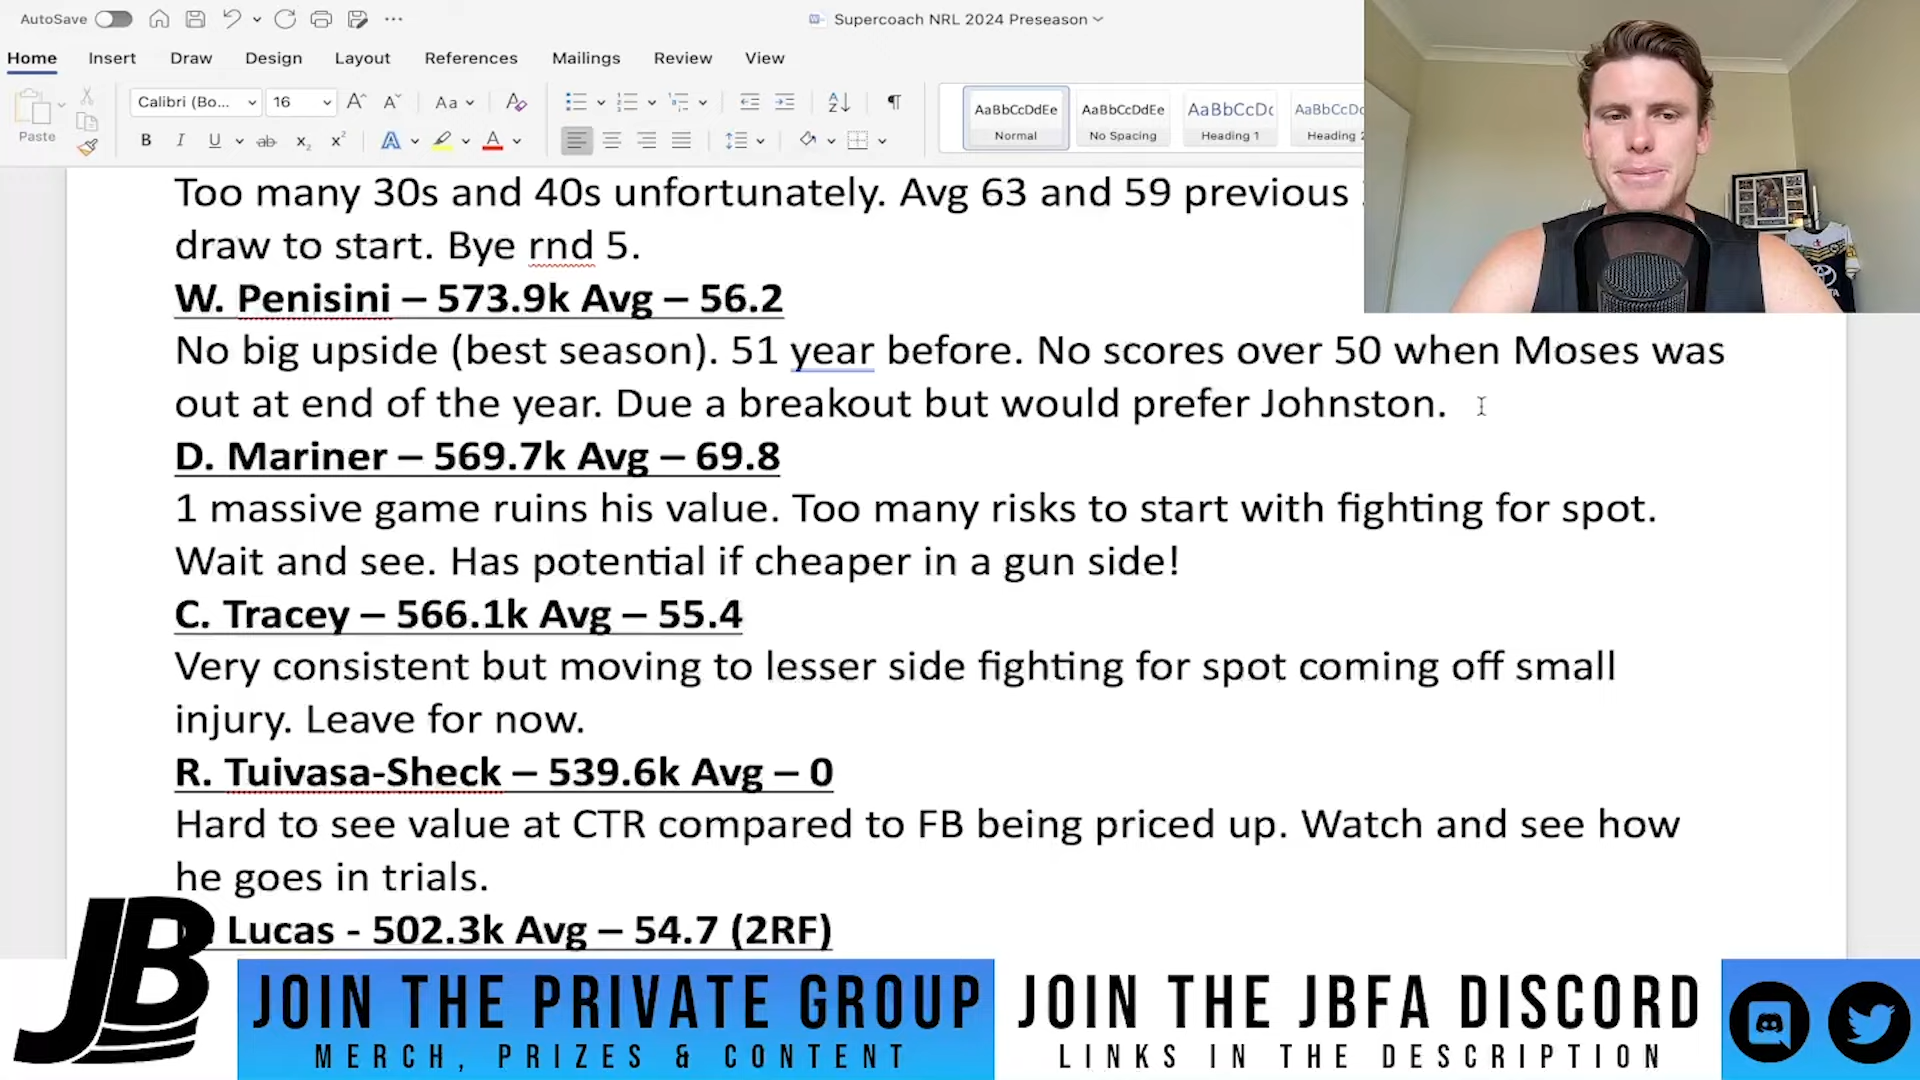 AutoSave
Supercoach NRL 2024 Preseason
Home Insert Draw Design Layout References Mailings Review View
Paste
Calibri (Bo... 16
Aa
AaBbCcDdEe AaBbCcDdEe AaBbCcDc AaBbCcDd
Normal No Spacing Heading 1 Heading 2
Too many 30s and 40s unfortunately. Avg 63 and 59 previous
draw to start. Bye rnd 5.
W. Penisini – 573.9k Avg – 56.2
No big upside (best season). 51 year before. No scores over 50 when Moses was
out at end of the year. Due a breakout but would prefer Johnston.
D. Mariner – 569.7k Avg – 69.8
1 massive game ruins his value. Too many risks to start with fighting for spot.
Wait and see. Has potential if cheaper in a gun side!
C. Tracey – 566.1k Avg – 55.4
Very consistent but moving to lesser side fighting for spot coming off small
injury. Leave for now.
R. Tuivasa-Sheck – 539.6k Avg – 0
Hard to see value at CTR compared to FB being priced up. Watch and see how
he goes in trials.
Lucas - 502.3k Avg – 54.7 (2RF)
JB
JOIN THE PRIVATE GROUP
MERCH, PRIZES & CONTENT
JOIN THE JBFA DISCORD
LINKS IN THE DESCRIPTION